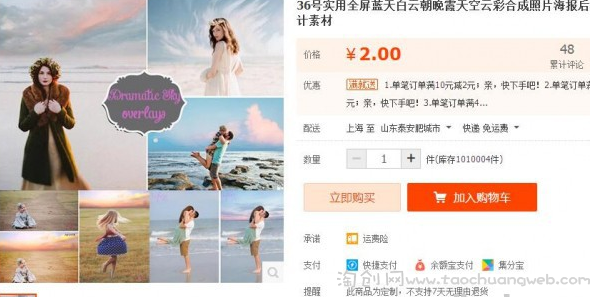 Dramatic Sky
overlays
36号实用全屏蓝天白云朝晚霞天空云彩合成照片海报后
计素材
价格
¥2.00
48
累计评论
优惠
满就送 1.单笔订单满10元减2元：亲，快下手吧！2.单笔订单满
元：亲，快下手吧！3.单笔订单满4...
配送
上海 至 山东泰安肥城市 快递 免运费
数量
1
件(库存1010004件)
立即购买
加入购物车
承诺
运费险
支付
快捷支付
余额宝支付
集分宝
淘创网www.taochuangweb.com
提醒
此商品为定制，不支持7天无理由退货